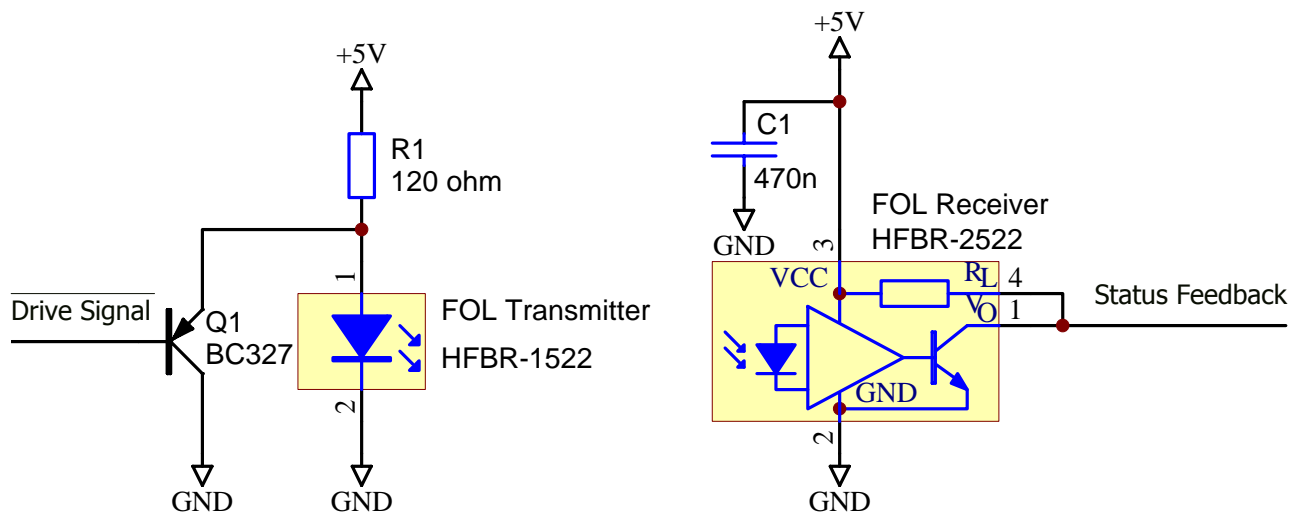 +5V
R1
120 ohm
Drive Signal
Q1
BC327
1
FOL Transmitter
HFBR-1522
2
GND
GND
+5V
C1
470n
GND
FOL Receiver
HFBR-2522
3
VCC
RL
4
VO
1
Status Feedback
GND
2
GND